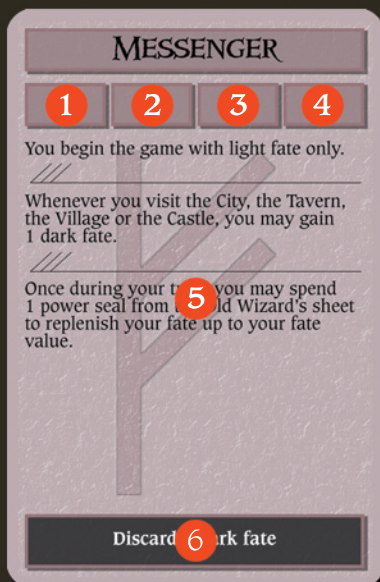 MESSENGER
1 2 3 4
You begin the game with light fate only.
Whenever you visit the City, the Tavern,
the Village or the Castle, you may gain
1 dark fate.
Once during your you may spend
1 power seal from Wizard's sheet
to replenish your fate up to your fate
value.
5
Discard fate
6